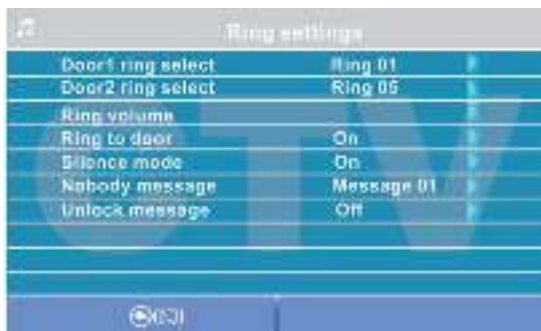 Ring settings
Door1 ring select Ring 01
Door2 ring select Ring 05
Ring volume
Ring to door On
Silence mode On
Nobody message Message 01
Unlock message Off
CTV